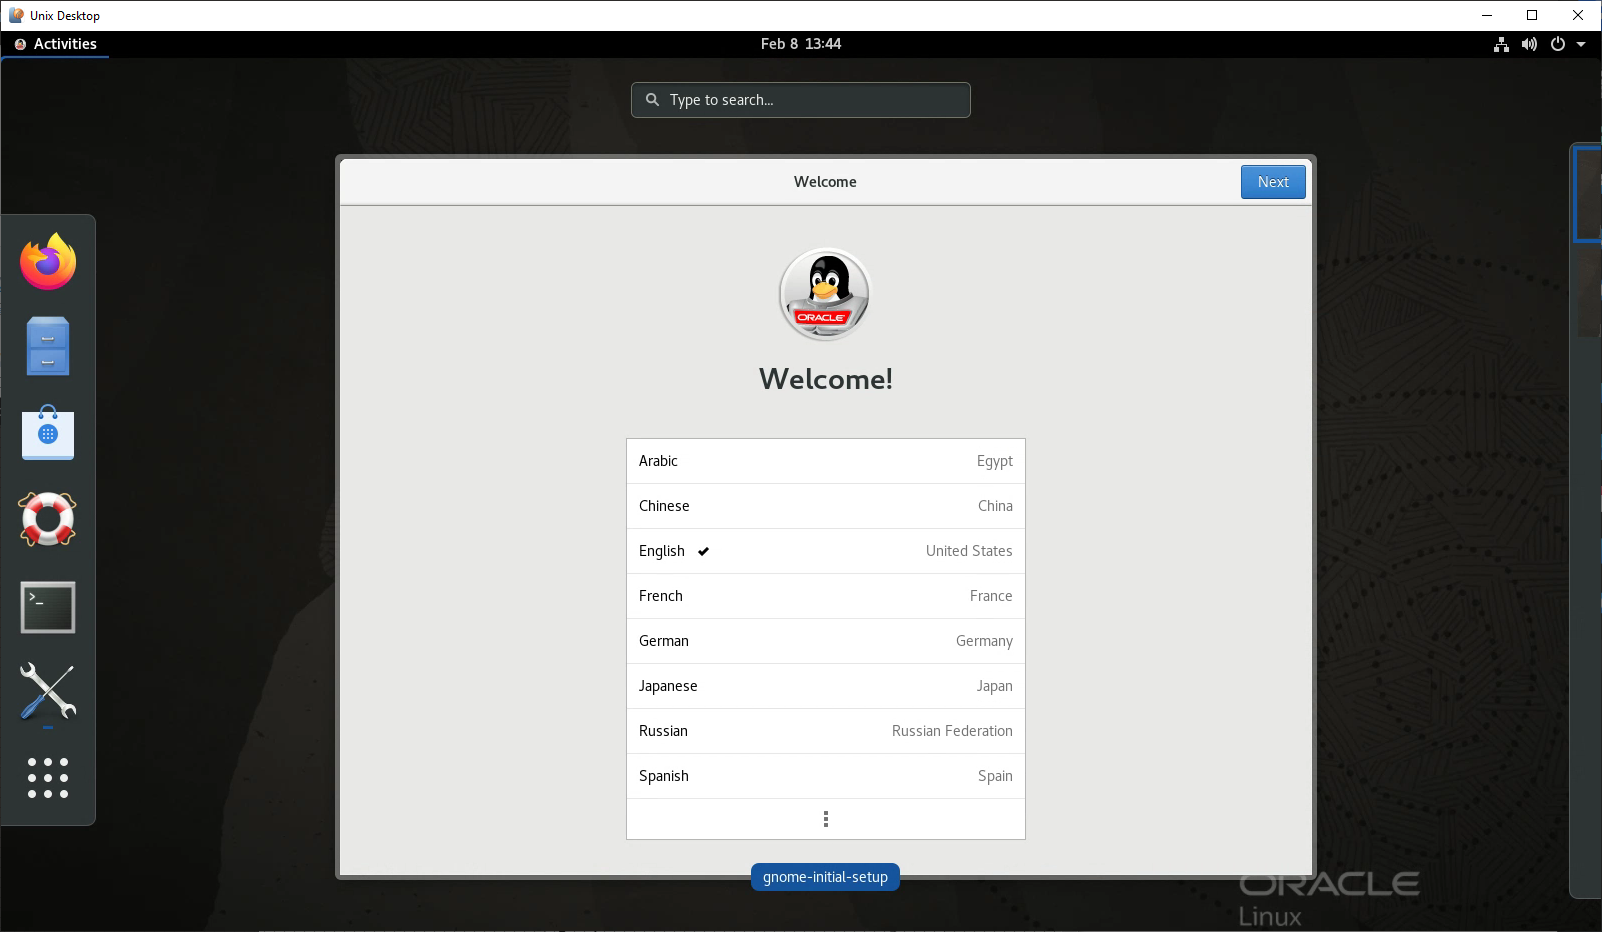 Unix Desktop
Activities
Feb 8 13:44
Type to search...
Welcome
Next
ORACLE
Welcome!
Arabic Egypt
Chinese China
English United States
French France
German Germany
Japanese Japan
Russian Russian Federation
Spanish Spain
gnome-initial-setup
ORACLE
Linux